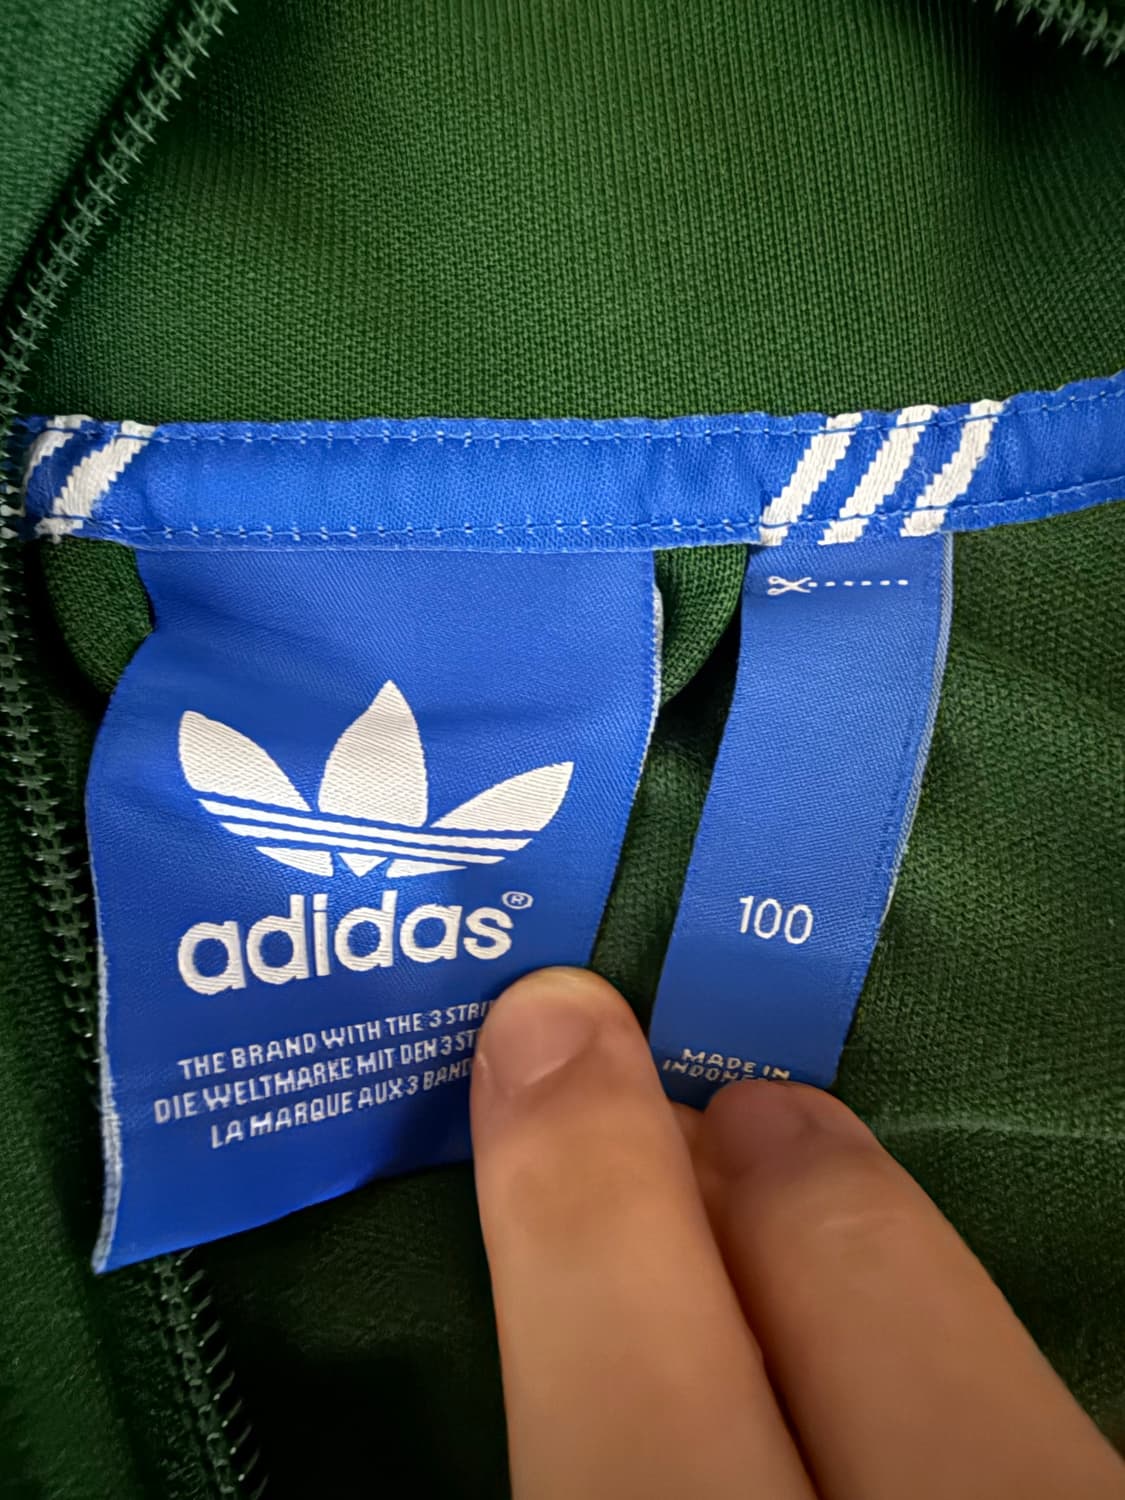 adidas®
THE BRAND WITH THE 3
DIE WELTMARKE MIT DEN 3
LA MARQUE AUX 3
100
MADE IN